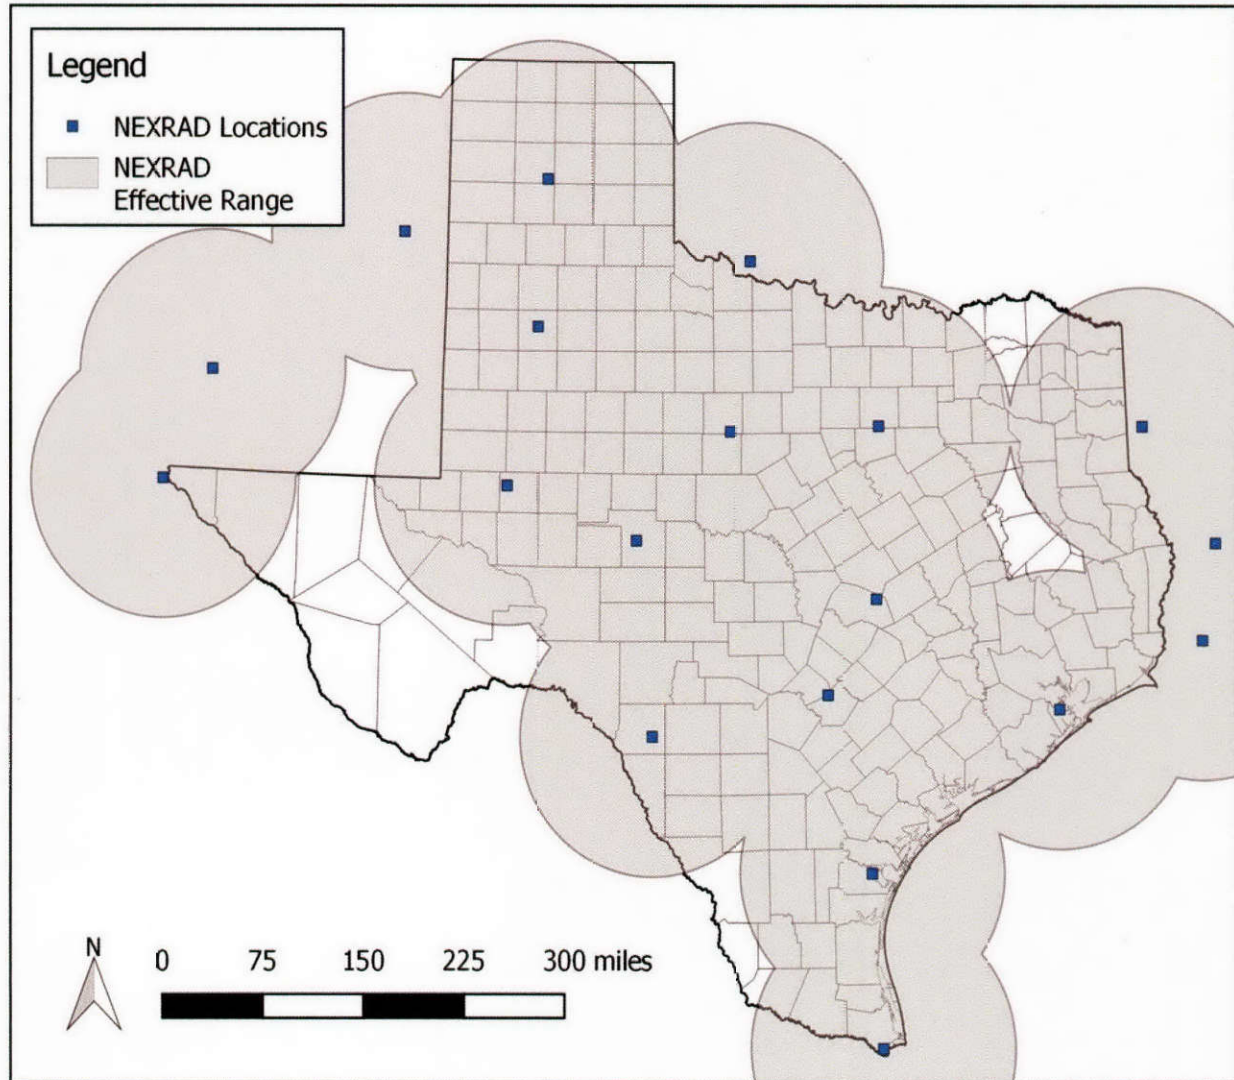 Legend
NEXRAD Locations
NEXRAD
Effective Range
N
0 75 150 225 300 miles